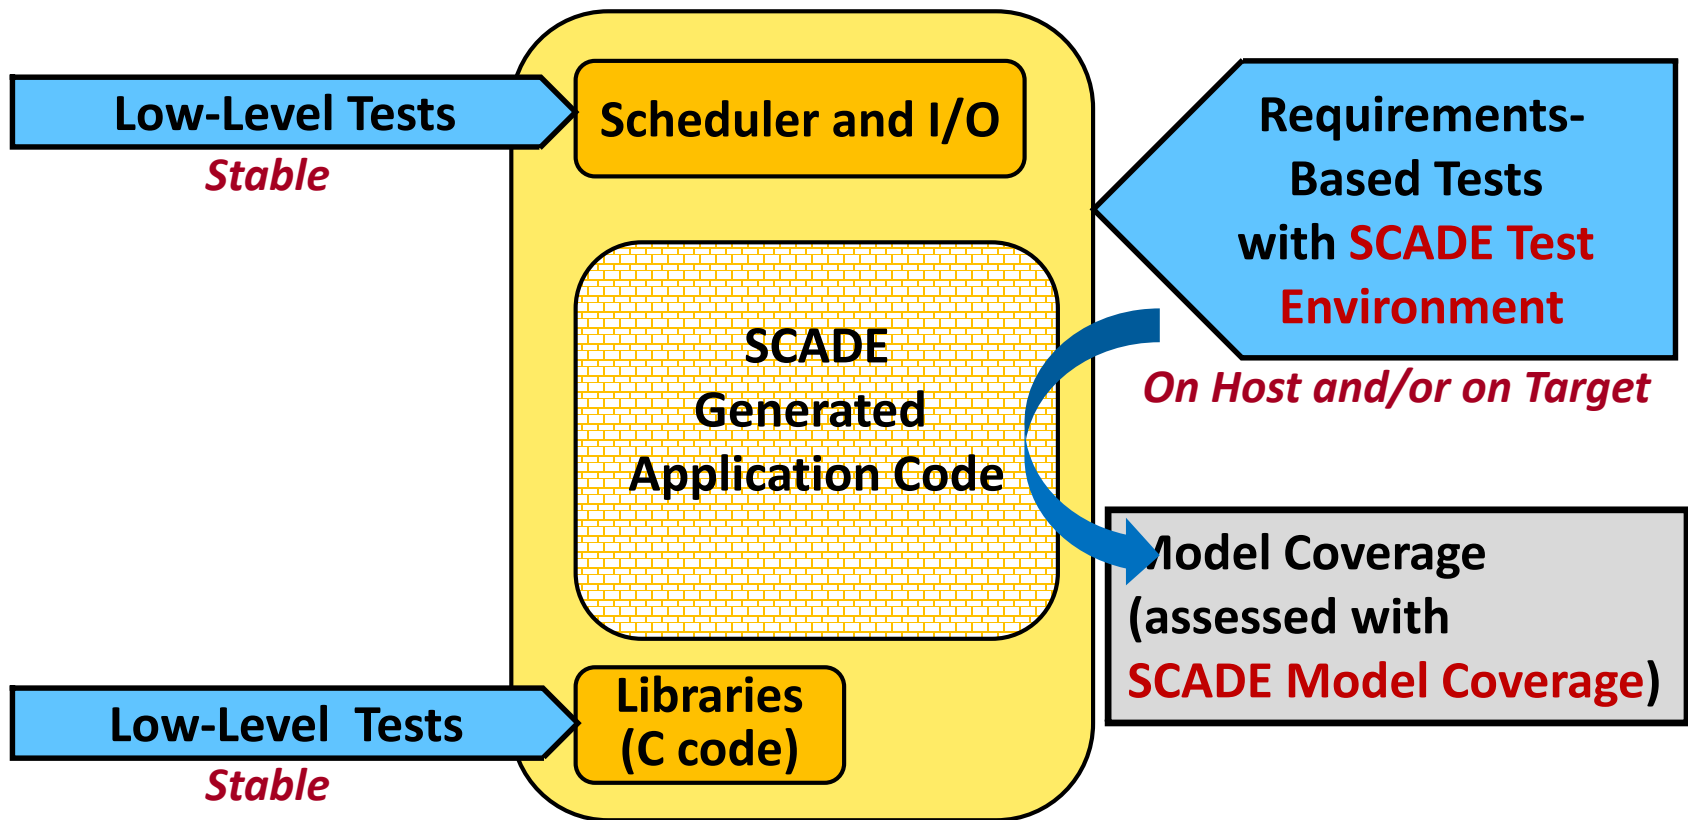 Low-Level Tests
Stable
Scheduler and I/O
Requirements-
Based Tests
with SCADE Test
Environment
On Host and/or on Target
SCADE
Generated
Application Code
Model Coverage
(assessed with
SCADE Model Coverage)
Low-Level Tests
Stable
Libraries
(C code)